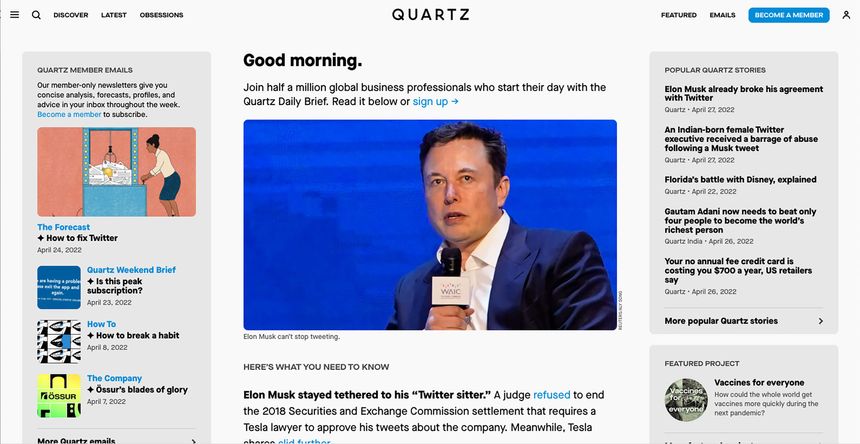 DISCOVER
LATEST
OBSESSIONS
QUARTZ
FEATURED
EMAILS
BECOME A MEMBER
QUARTZ MEMBER EMAILS
Our member-only newsletters give you
concise analysis, forecasts, profiles, and
advice in your inbox throughout the week.
Become a member to subscribe.
The Forecast
✦ How to fix Twitter
April 24, 2022
are having a problem
se exit the app and
again.
Quartz Weekend Brief
✦ Is this peak
subscription?
April 23, 2022
How To
✦ How to break a habit
April 8, 2022
ÖSSUR
The Company
✦ Össur's blades of glory
April 7, 2022
More Quartz emails
Good morning.
Join half a million global business professionals who start their day with the
Quartz Daily Brief. Read it below or sign up →
WAIC
REUTERS/ALY SONG
Elon Musk can't stop tweeting.
HERE'S WHAT YOU NEED TO KNOW
Elon Musk stayed tethered to his “Twitter sitter.” A judge refused to end
the 2018 Securities and Exchange Commission settlement that requires a
Tesla lawyer to approve his tweets about the company. Meanwhile, Tesla
shares slid further.
POPULAR QUARTZ STORIES
Elon Musk already broke his agreement
with Twitter
Quartz • April 27, 2022
An Indian-born female Twitter
executive received a barrage of abuse
following a Musk tweet
Quartz • April 27, 2022
Florida's battle with Disney, explained
Quartz • April 22, 2022
Gautam Adani now needs to beat only
four people to become the world's
richest person
Quartz India • April 26, 2022
Your no annual fee credit card is
costing you $700 a year, US retailers
say
Quartz • April 26, 2022
More popular Quartz stories
FEATURED PROJECT
Vaccines
for
everyone
Vaccines for everyone
How could the whole world get
vaccines more quickly during the
next pandemic?